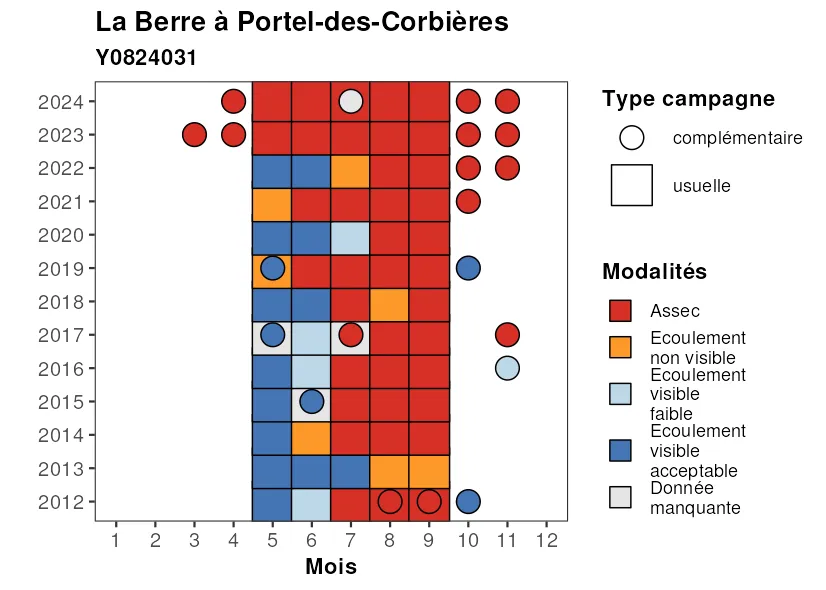 La Berre à Portel-des-Corbières
Y0824031
2024
2023
2022
2021
2020
2019
2018
2017
2016
2015
2014
2013
2012
1 2 3 4 5 6 7 8 9 10 11 12
Mois
Type campagne
complémentaire
usuelle
Modalités
Assec
Ecoulement
non visible
Ecoulement
visible
faible
Ecoulement
visible
acceptable
Donnée
manquante